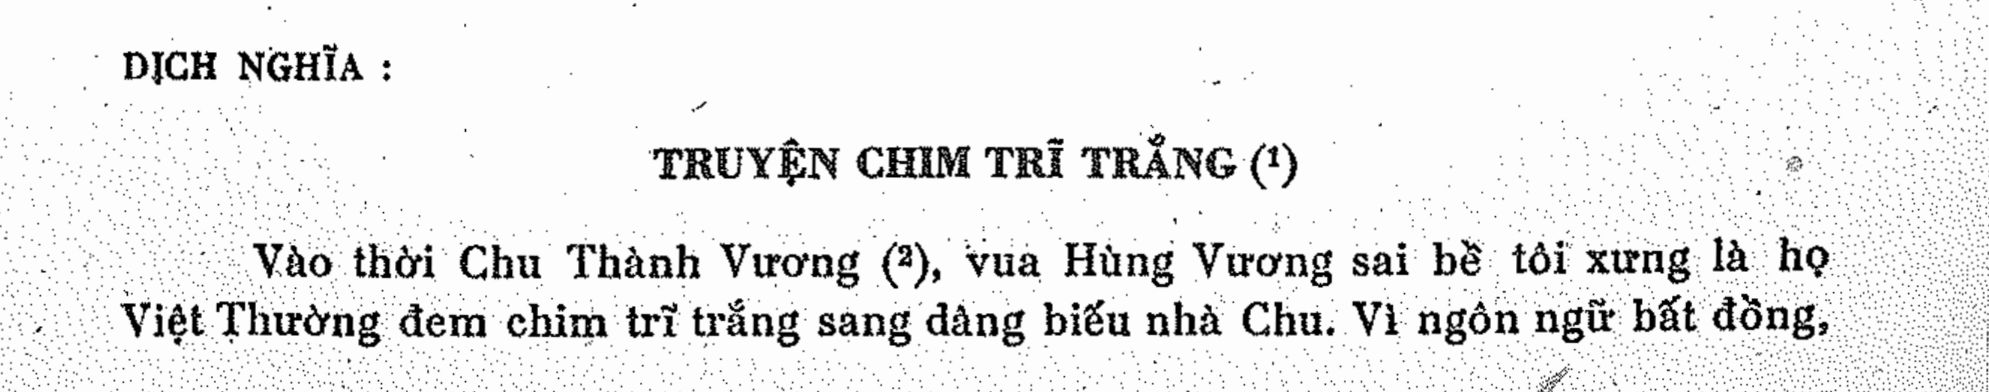 DỊCH NGHĨA :
TRUYỆN CHIM TRĨ TRẮNG (¹)
Vào thời Chu Thành Vương (²), vua Hùng Vương sai bề tôi xưng là họ
Việt Thường đem chim trĩ trắng sang dâng biếu nhà Chu. Vì ngôn ngữ bất đồng,